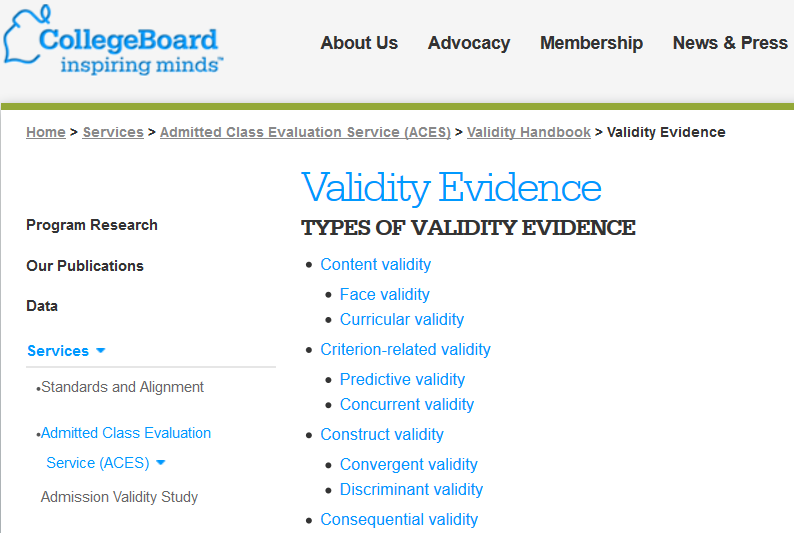 CollegeBoard
inspiring minds™
About Us Advocacy Membership News & Press
Home > Services > Admitted Class Evaluation Service (ACES) > Validity Handbook > Validity Evidence
Validity Evidence
TYPES OF VALIDITY EVIDENCE
Program Research
Our Publications
Data
Services
•Standards and Alignment
•Admitted Class Evaluation
Service (ACES)
Admission Validity Study
• Content validity
• Face validity
• Curricular validity
• Criterion-related validity
• Predictive validity
• Concurrent validity
• Construct validity
• Convergent validity
• Discriminant validity
• Consequential validity